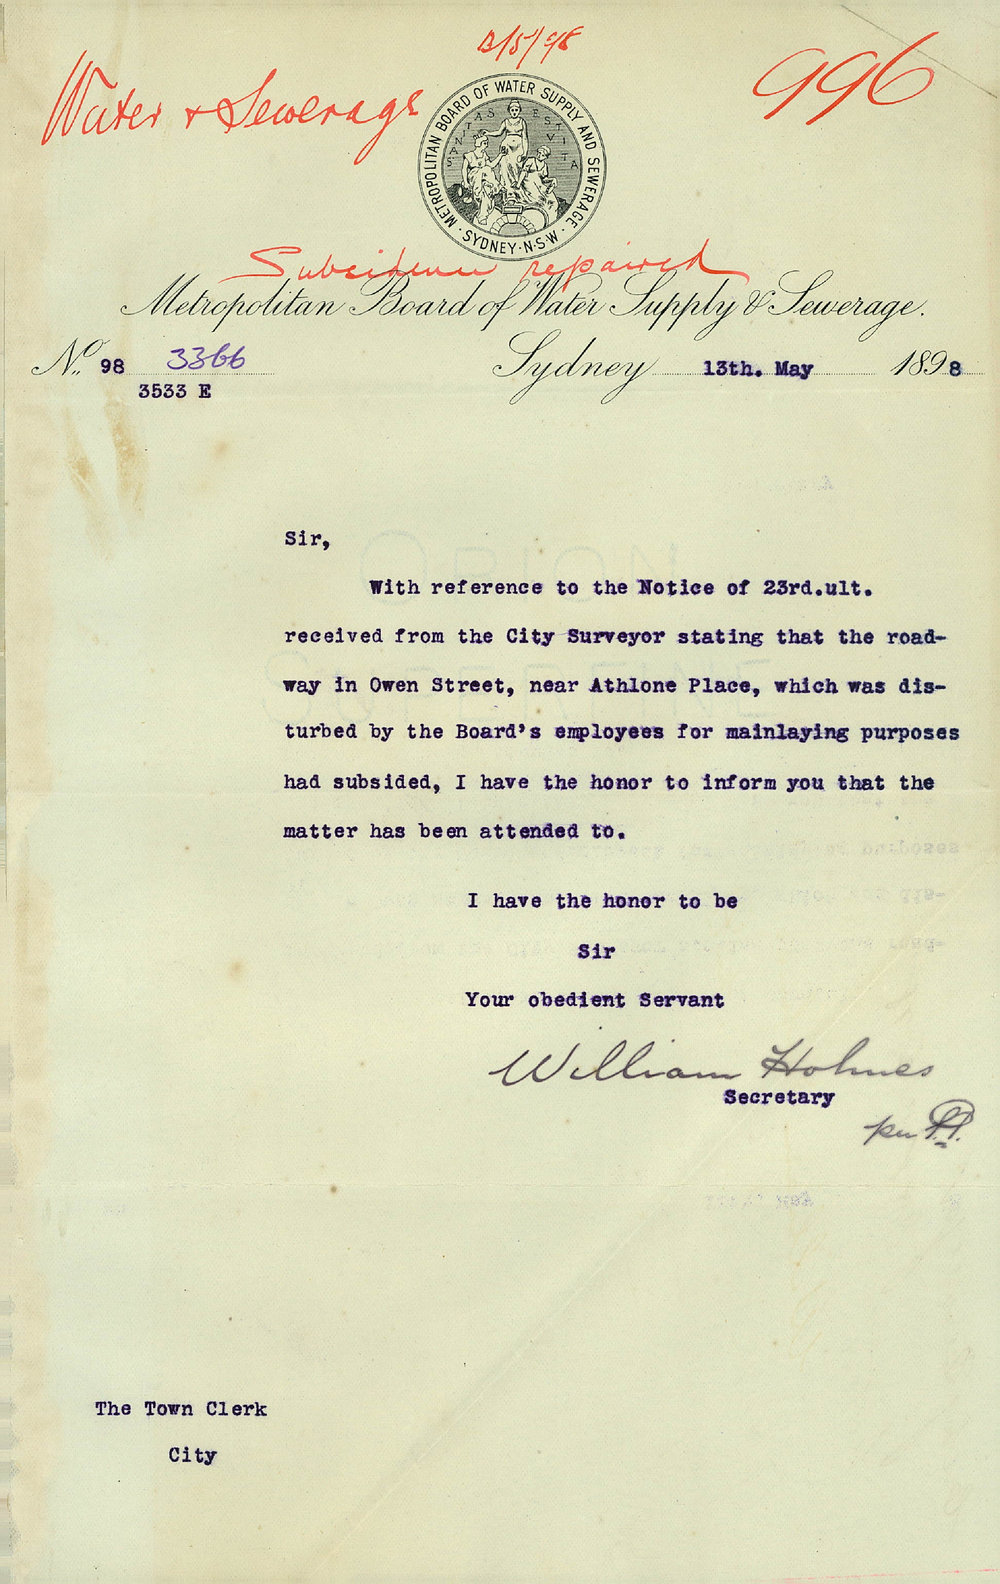 13/5/98
Water & Sewerage
996
METROPOLITAN BOARD OF WATER SUPPLY AND SEWERAGE
SANITAS EST VITA
· SYDNEY·N·S·W·
Subsidence repaired
Metropolitan Board of Water Supply & Sewerage.
No. 98 3366
Sydney 13th. May 1898
3533 E
Sir,
With reference to the Notice of 23rd.ult.
received from the City Surveyor stating that the road-
way in Owen Street, near Athlone Place, which was dis-
turbed by the Board's employees for mainlaying purposes
had subsided, I have the honor to inform you that the
matter has been attended to.
I have the honor to be
Sir
Your obedient Servant
William Holmes
Secretary
per
The Town Clerk
City